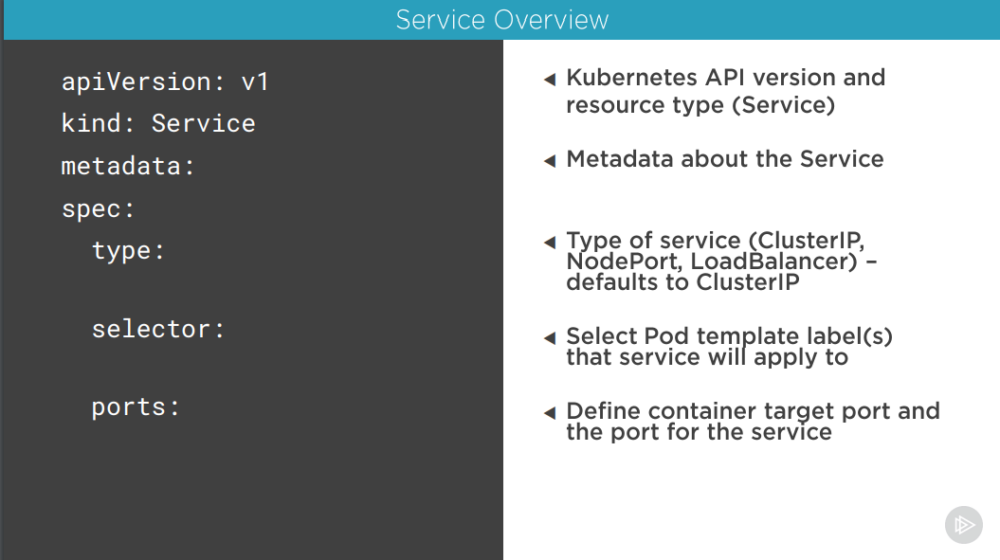 Service Overview
apiVersion: v1
kind: Service
metadata:
spec:
  type:
  selector:
  ports:
Kubernetes API version and
resource type (Service)
Metadata about the Service
Type of service (ClusterIP,
NodePort, LoadBalancer) –
defaults to ClusterIP
Select Pod template label(s)
that service will apply to
Define container target port and
the port for the service